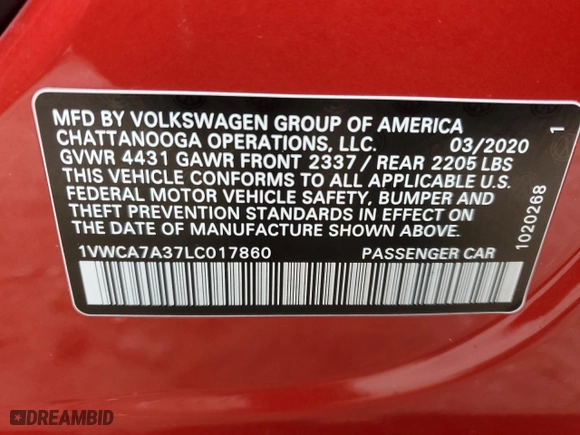 MFD BY VOLKSWAGEN GROUP OF AMERICA
CHATTANOOGA OPERATIONS, LLC. 03/2020
GVWR 4431 GAWR FRONT 2337 / REAR 2205 LBS
THIS VEHICLE CONFORMS TO ALL APPLICABLE U.S.
FEDERAL MOTOR VEHICLE SAFETY, BUMPER AND
THEFT PREVENTION STANDARDS IN EFFECT ON
THE DATE OF MANUFACTURE SHOWN ABOVE.
1VWCA7A37LC017860 PASSENGER CAR
1020268
1
DREAMBID